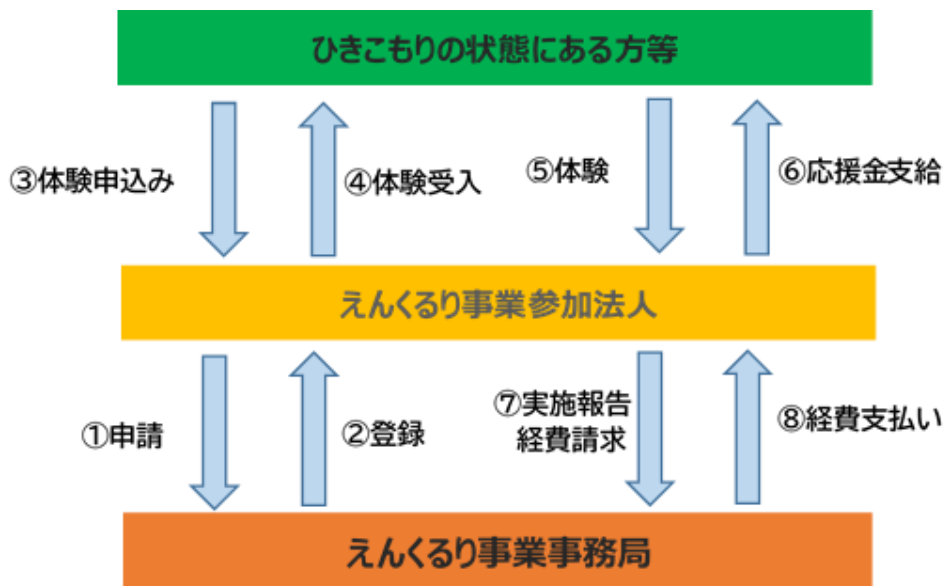 ひきこもりの状態にある方等
③体験申込み
④体験受入
⑤体験
⑥応援金支給
えんくるり事業参加法人
①申請
②登録
⑦実施報告
経費請求
⑧経費支払い
えんくるり事業事務局